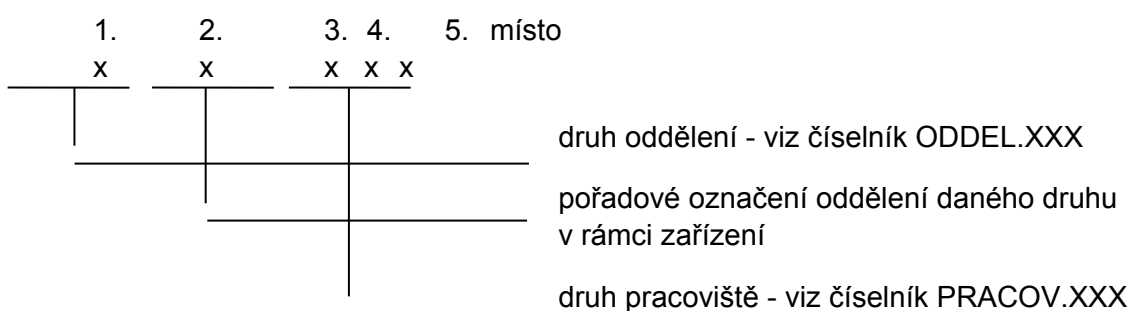 1. 2. 3. 4. 5. místo
x x x x x
druh oddělení - viz číselník ODDEL.XXX
pořadové označení oddělení daného druhu
v rámci zařízení
druh pracoviště - viz číselník PRACOV.XXX